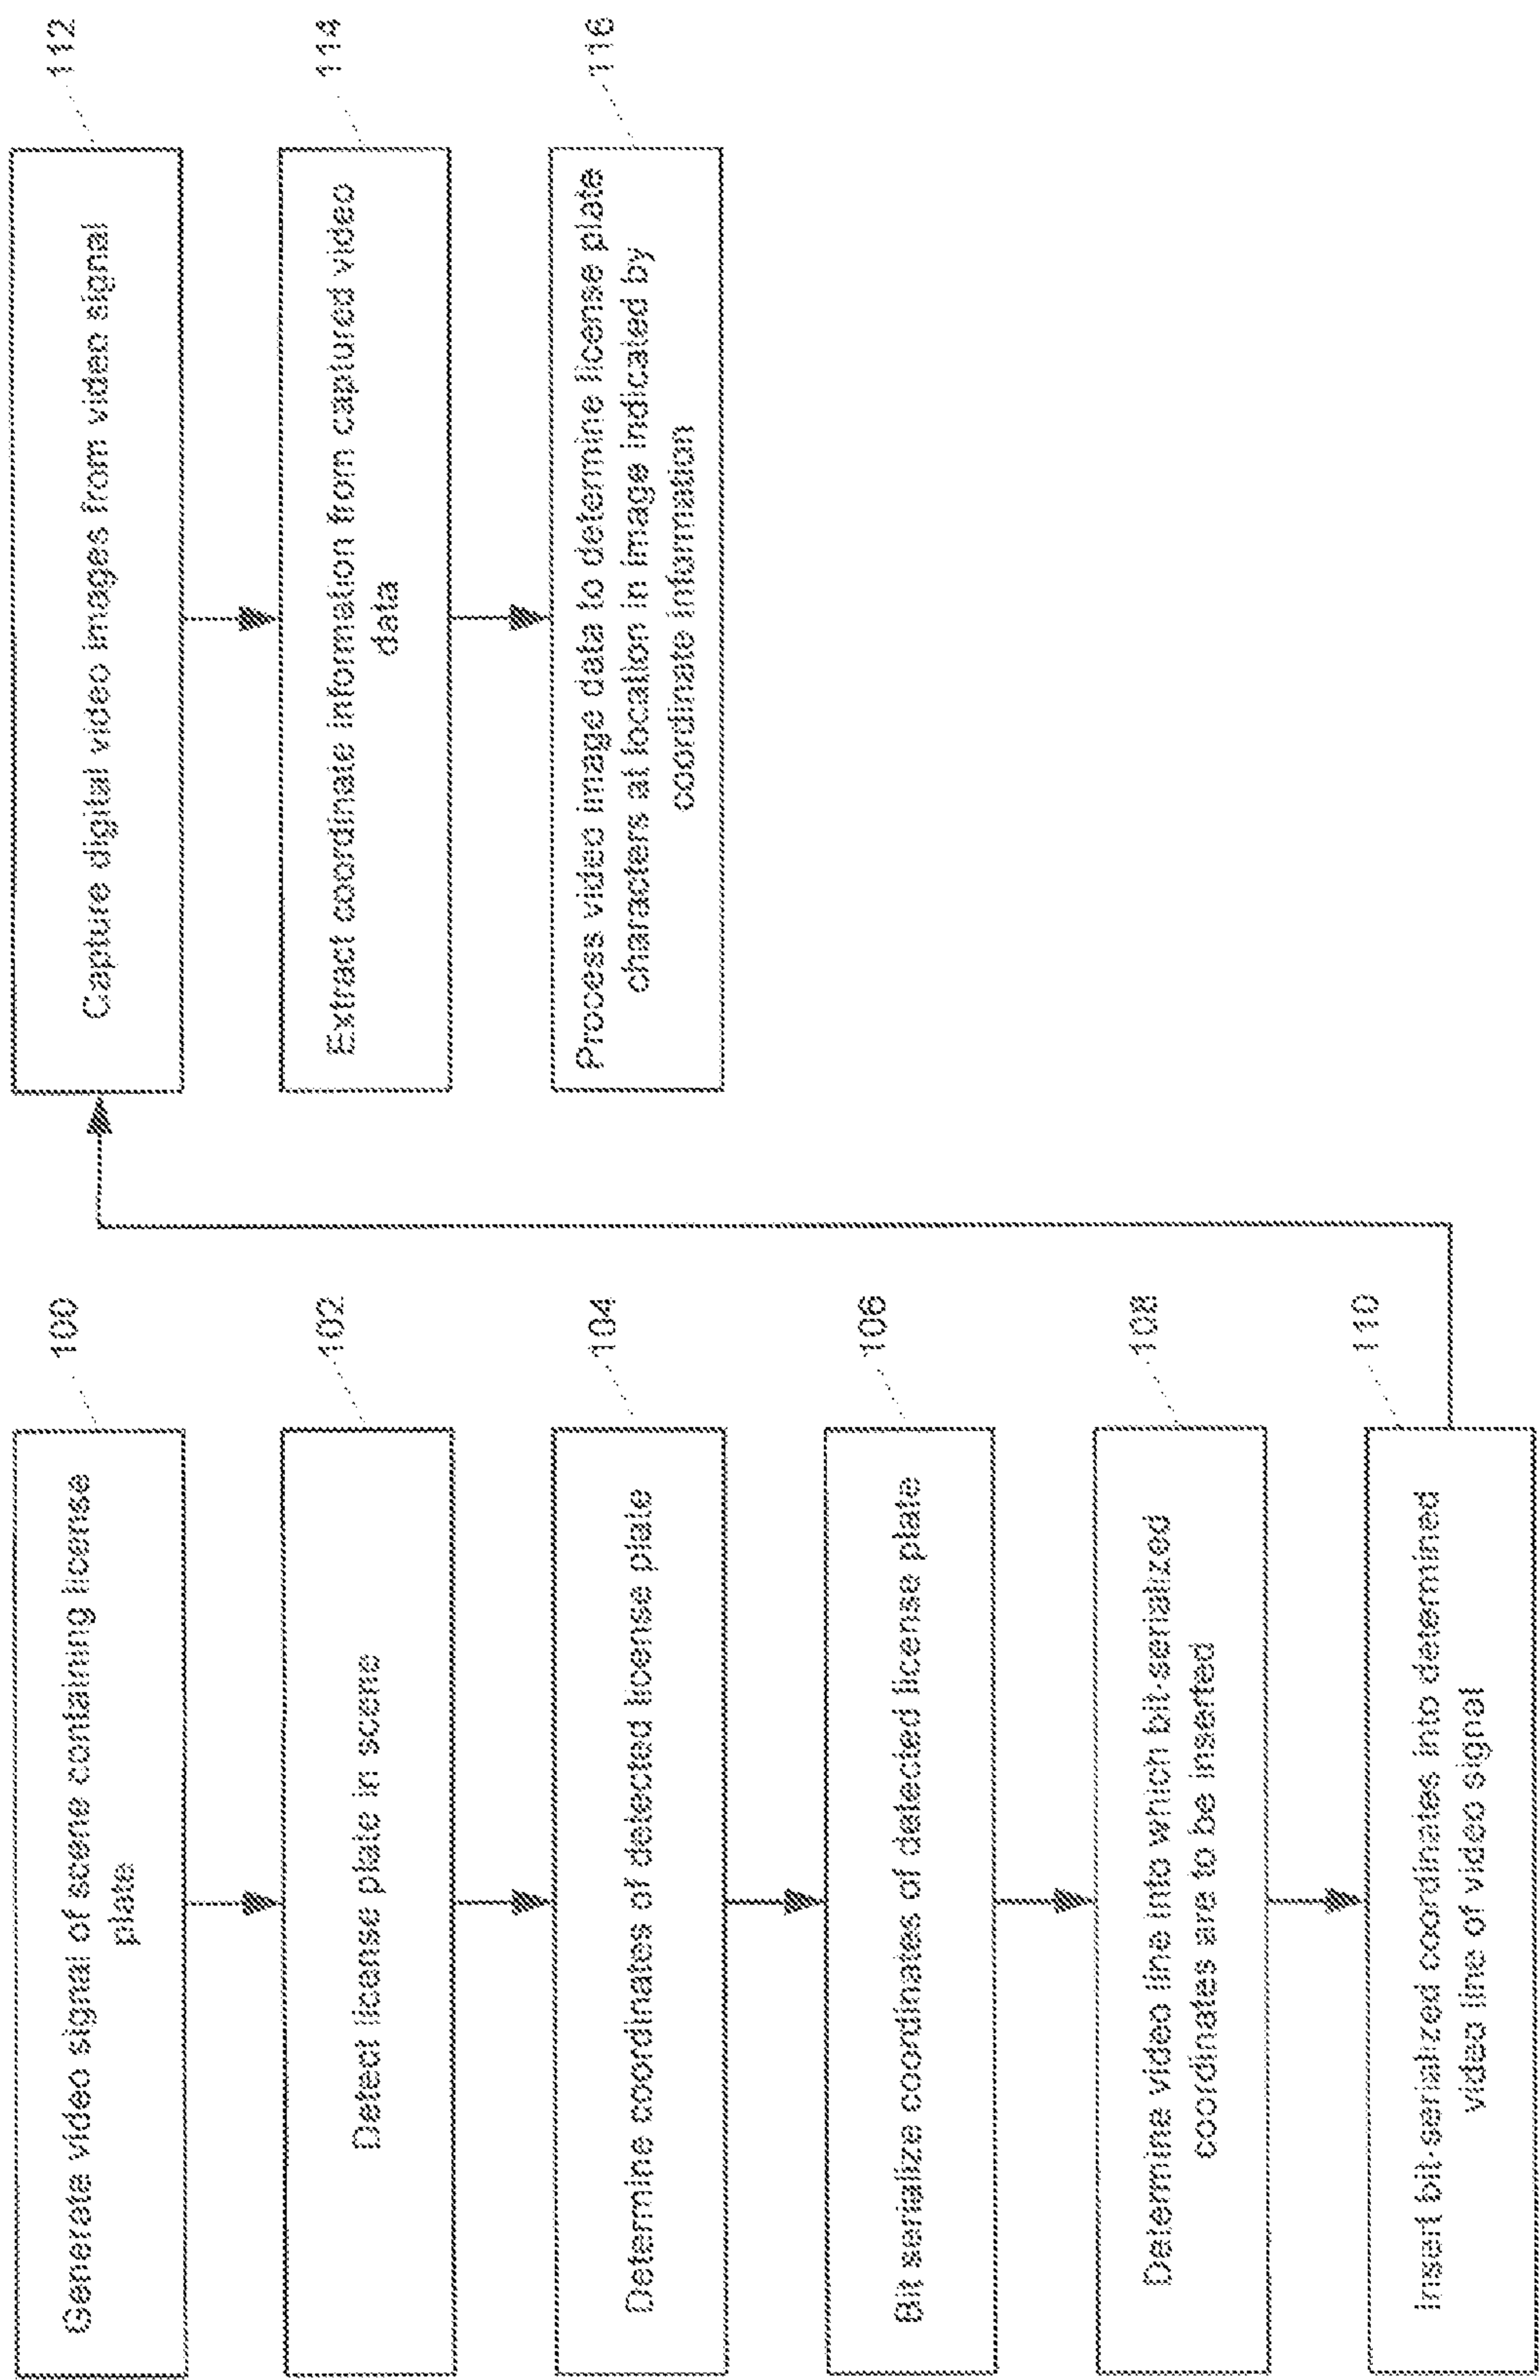 100
Generate video signal of scene containing license
plate
102
Detect license plate in scene
104
Determine coordinates of detected license plate
106
Bit serialize coordinates of detected license plate
108
Determine video line into which bit-serialized
coordinates are to be inserted
110
Insert bit-serialized coordinates into determined
video line of video signal
112
Capture digital video images from video signal
114
Extract coordinate information from captured video
data
116
Process video image data to determine license plate
characters at location in image indicated by
coordinate information